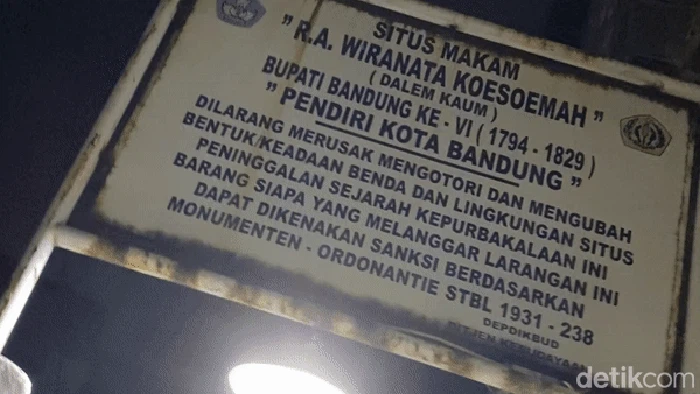 SITUS MAKAM
" R.A. WIRANATA KOESOEMAH "
( DALEM KAUM )
BUPATI BANDUNG KE - VI ( 1794 - 1829 )
" PENDIRI KOTA BANDUNG "
DILARANG MERUSAK MENGOTORI DAN MENGUBAH
BENTUK/KEADAAN BENDA DAN LINGKUNGAN SITUS
PENINGGALAN SEJARAH KEPURBAKALAAN INI
BARANG SIAPA YANG MELANGGAR LARANGAN INI
DAPAT DIKENAKAN SANKSI BERDASARKAN
MONUMENTEN - ORDONANTIE STBL 1931 - 238
DEPDIKBUD
DITJEN KEBUDAYAAN
detikcom